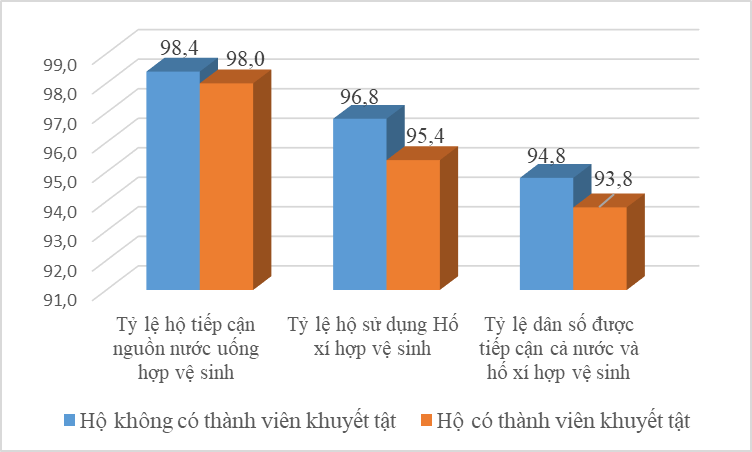 98,4
98,0
96,8
95,4
94,8
93,8
99,0
98,0
97,0
96,0
95,0
94,0
93,0
92,0
91,0
Tỷ lệ hộ tiếp cận
nguồn nước uống
hợp vệ sinh
Tỷ lệ hộ sử dụng Hố
xí hợp vệ sinh
Tỷ lệ dân số được
tiếp cận cả nước và
hố xí hợp vệ sinh
Hộ không có thành viên khuyết tật
Hộ có thành viên khuyết tật